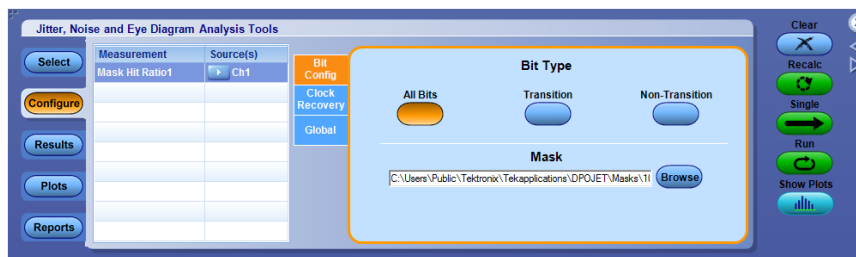 Jitter, Noise and Eye Diagram Analysis Tools
Select
Configure
Results
Plots
Reports
Measurement Source(s)
Mask Hit Ratio1 Ch1
Bit Config
Clock Recovery
Global
Bit Type
All Bits Transition Non-Transition
Mask
C:\Users\Public\Tektronix\Tekapplications\DPOJET\Masks\1
Browse
Clear
Recalc
Single
Run
Show Plots